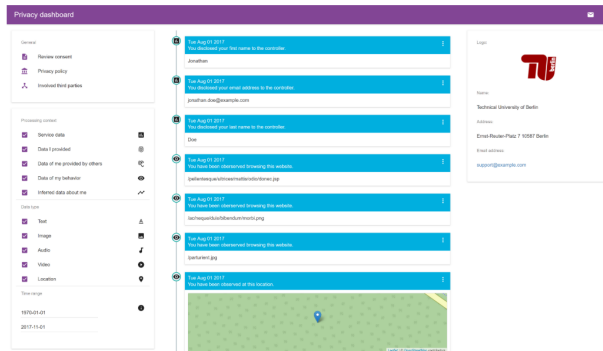 Privacy dashboard
General
Review consent
Privacy policy
Involved third parties
Processing context
Service data
Data I provided
Data of me provided by others
Data of my behavior
Inferred data about me
Data type
Text
Image
Audio
Video
Location
Time range
1970-01-01
2017-11-01
Tue Aug 01 2017
You disclosed your first name to the controller.
Jonathan
Tue Aug 01 2017
You disclosed your email address to the controller.
jonathan.doe@example.com
Tue Aug 01 2017
You disclosed your last name to the controller.
Doe
Tue Aug 01 2017
You have been oberserved browsing this website.
Tue Aug 01 2017
You have been oberserved browsing this website.
Tue Aug 01 2017
You have been oberserved browsing this website.
/parturient.jpg
Tue Aug 01 2017
You have been observed at this location.
Logo
berlin
Name
Technical University of Berlin
Address
Ernst-Reuter-Platz 7 10587 Berlin
Email address
support@example.com